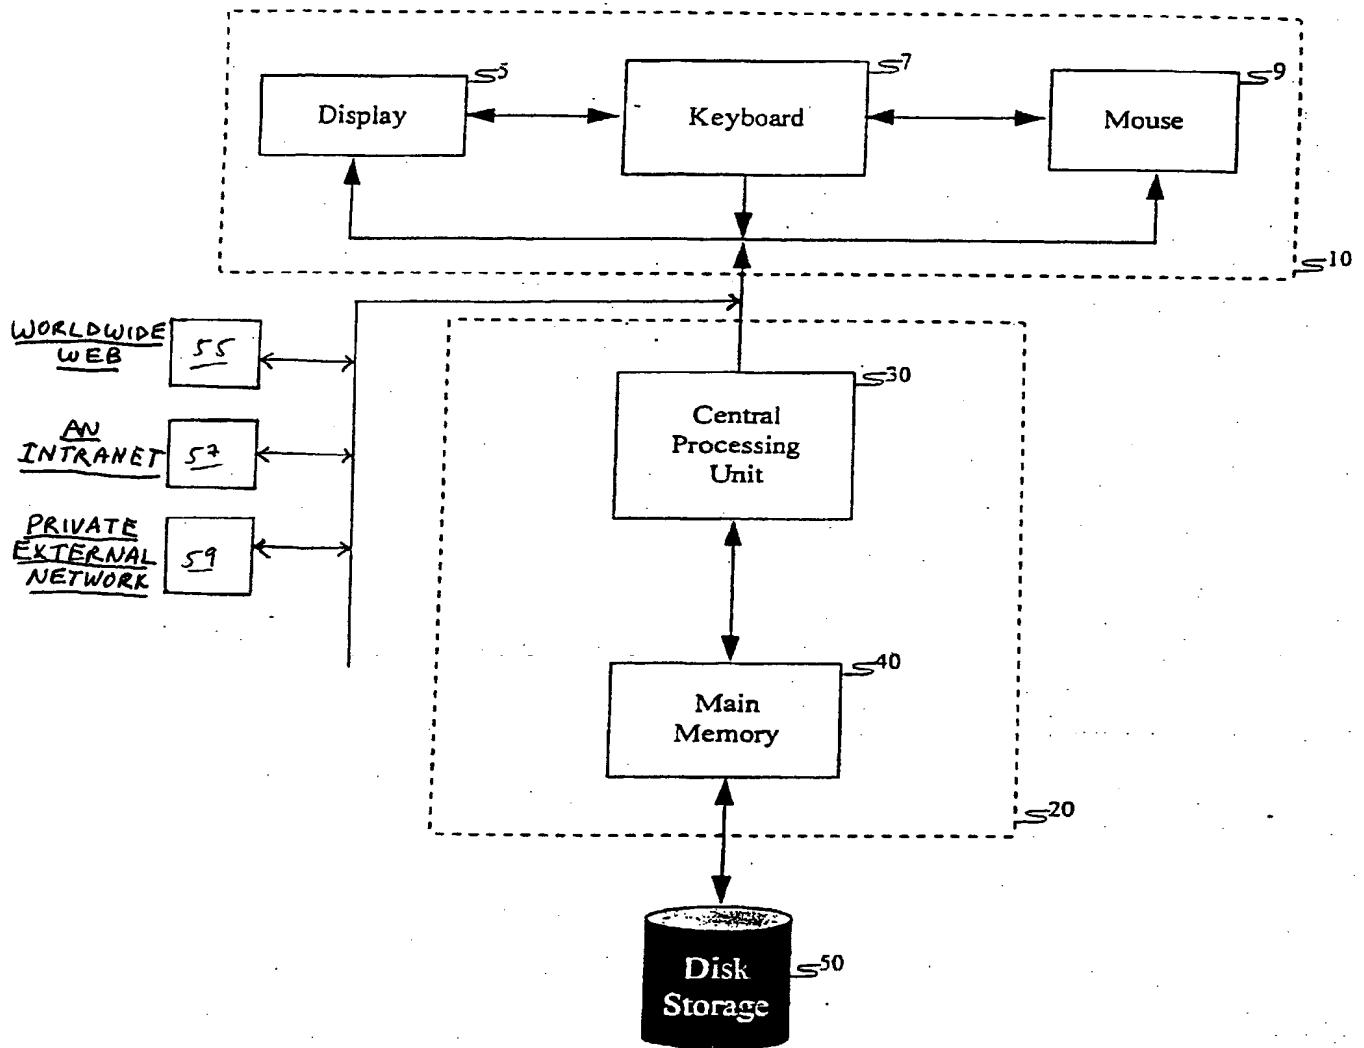 5
7
9
Display
Keyboard
Mouse
10
WORLDWIDE
WEB
55
30
Central
Processing
Unit
AN
INTRANET
57
PRIVATE
EXTERNAL
NETWORK
59
40
Main
Memory
20
50
Disk
Storage